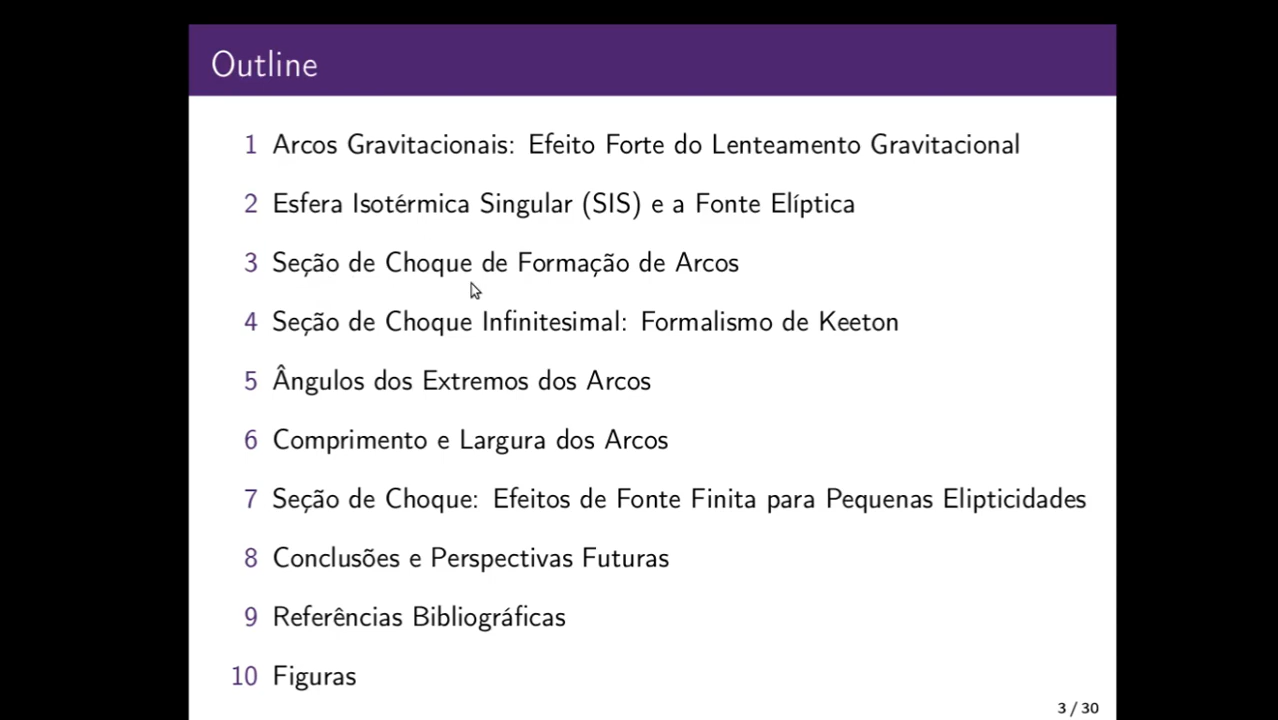 Outline
1 Arcos Gravitacionais: Efeito Forte do Lenteamento Gravitacional
2 Esfera Isotérmica Singular (SIS) e a Fonte Elíptica
3 Seção de Choque de Formação de Arcos
4 Seção de Choque Infinitesimal: Formalismo de Keeton
5 Ângulos dos Extremos dos Arcos
6 Comprimento e Largura dos Arcos
7 Seção de Choque: Efeitos de Fonte Finita para Pequenas Elipticidades
8 Conclusões e Perspectivas Futuras
9 Referências Bibliográficas
10 Figuras
3 / 30